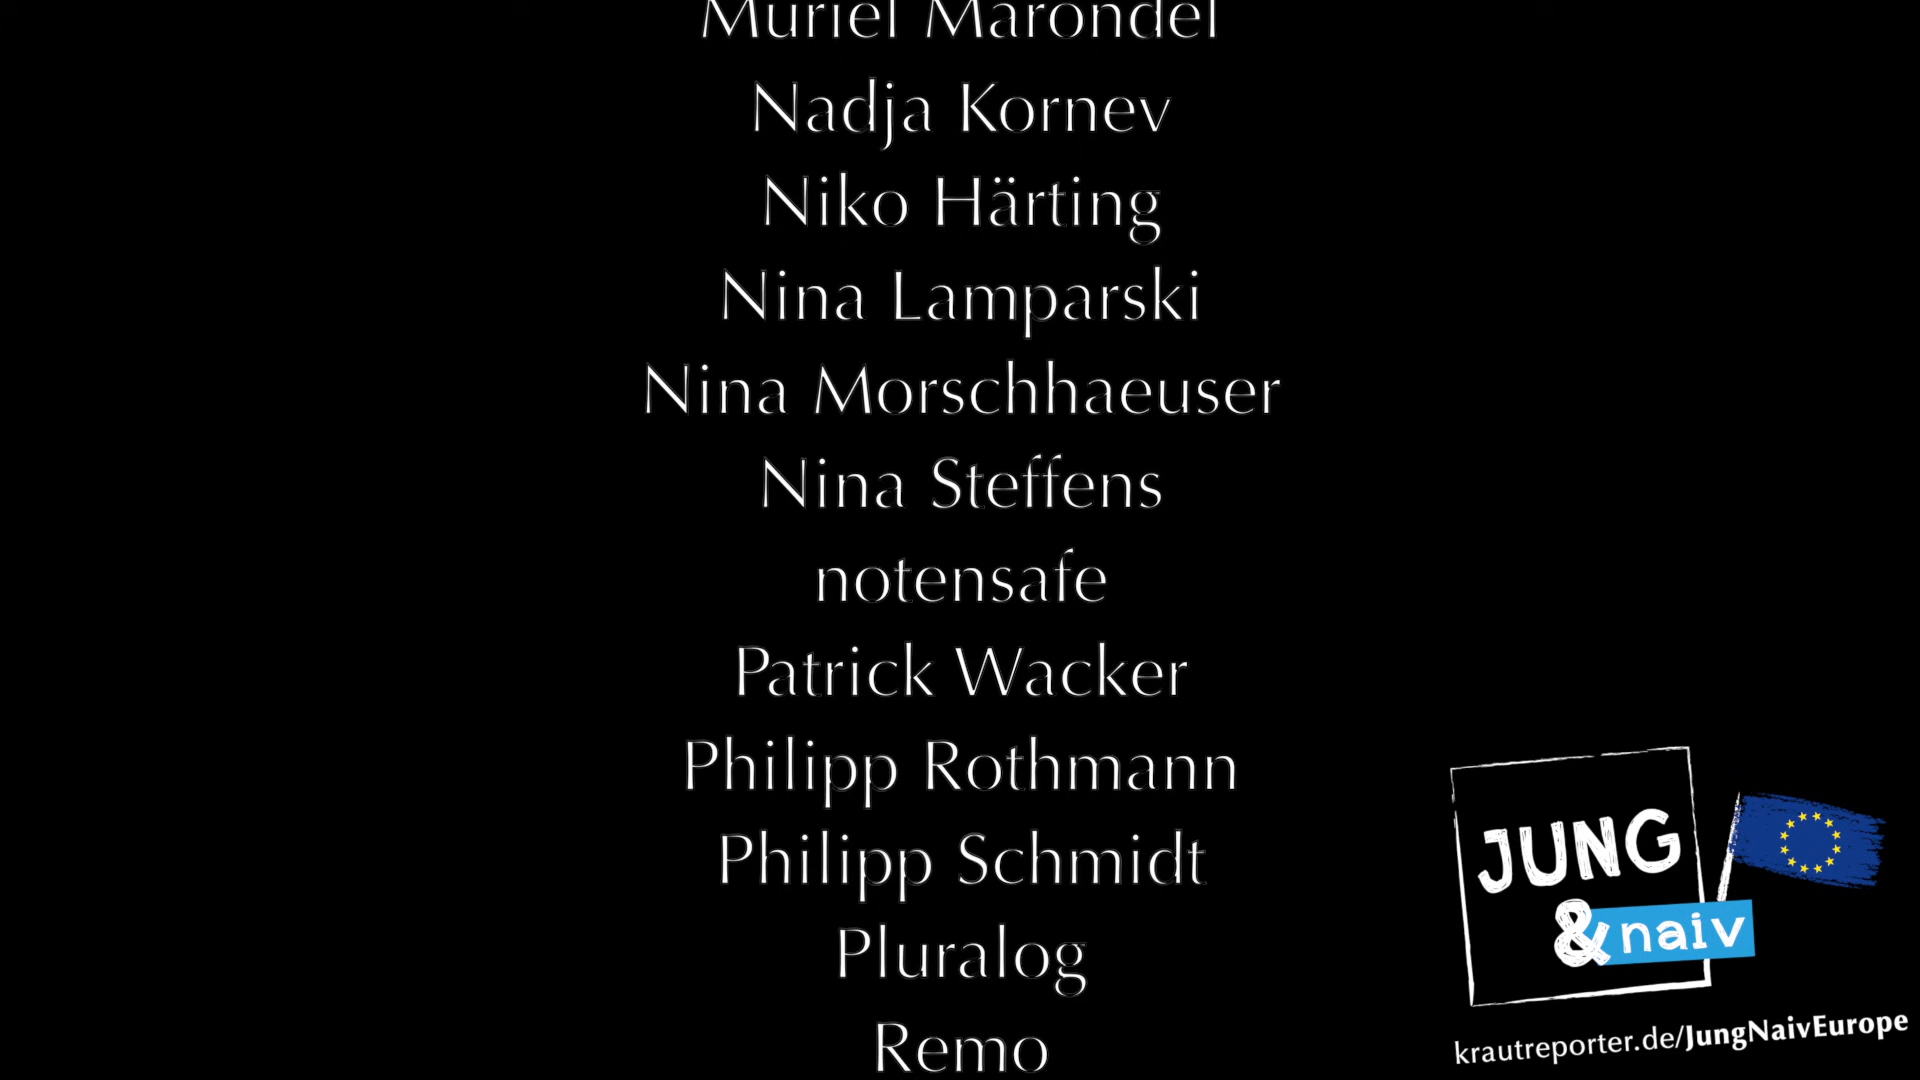 Muriel Marondel
Nadja Kornev
Niko Härting
Nina Lamparski
Nina Morschhaeuser
Nina Steffens
notensafe
Patrick Wacker
Philipp Rothmann
Philipp Schmidt
Pluralog
Remo
JUNG
&naiv
krautreporter.de/JungNaivEurope